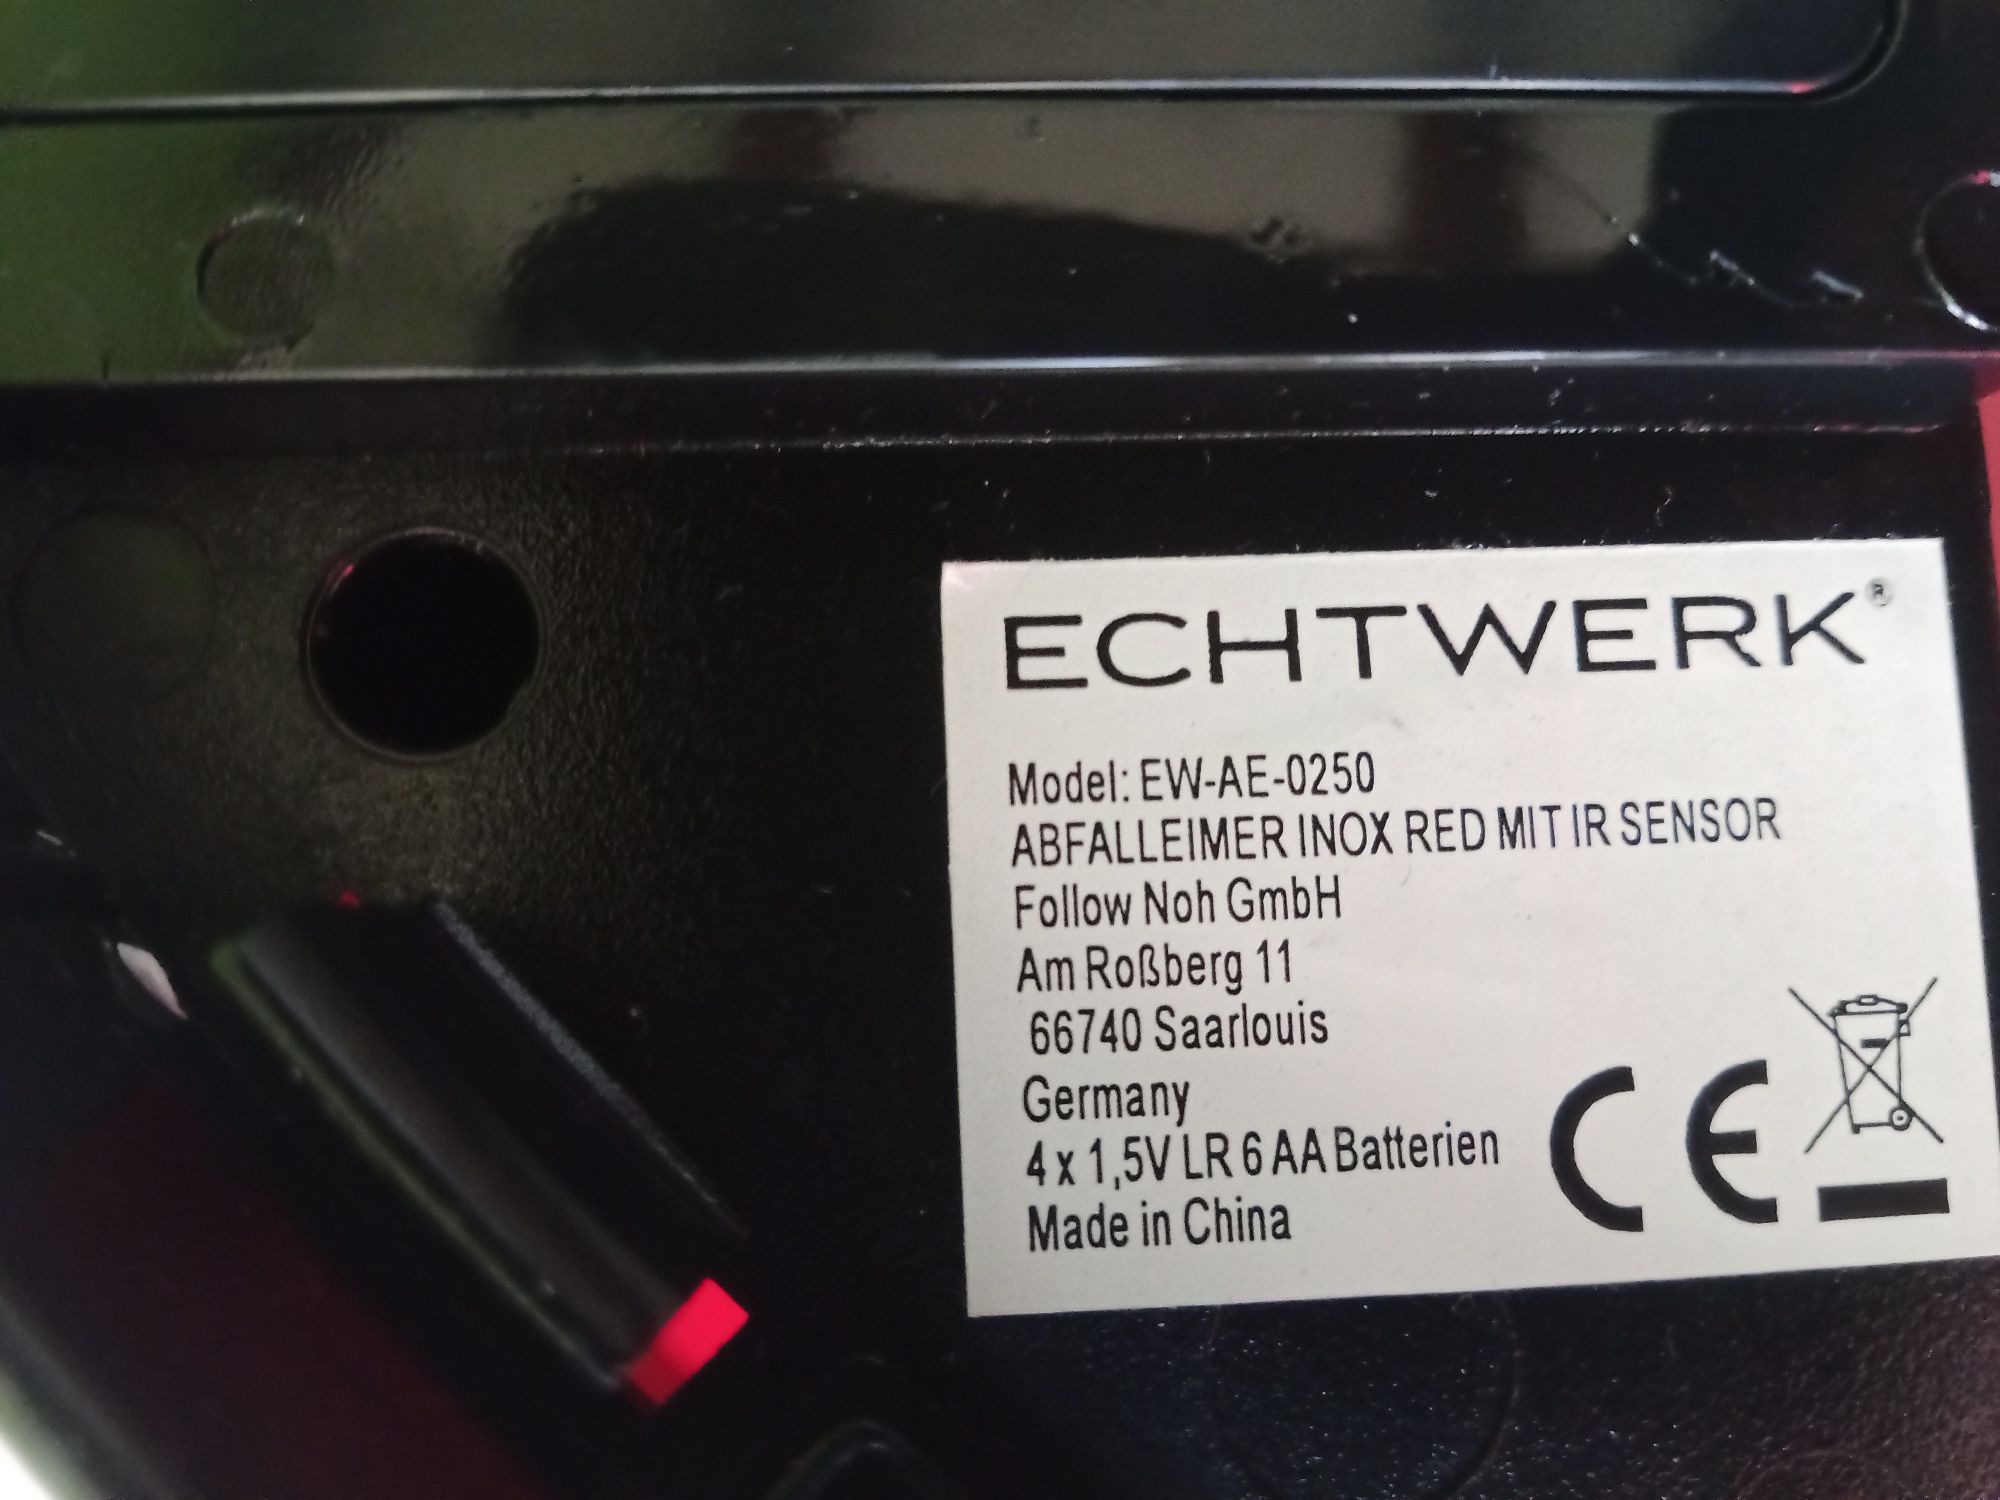 ECHTWERK®
Model: EW-AE-0250
ABFALLEIMER INOX RED MIT IR SENSOR
Follow Noh GmbH
Am Roßberg 11
66740 Saarlouis
Germany
4 x 1,5V LR 6 AA Batterien
Made in China
CE